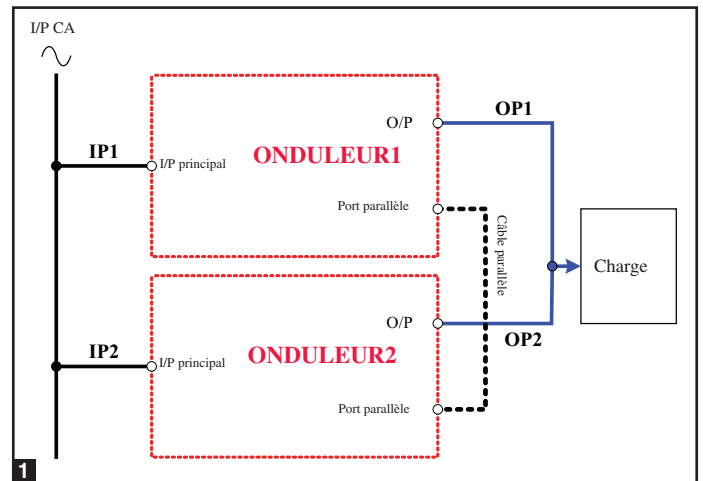 I/P CA
O/P
OP1
IP1
I/P principal
ONDULEUR1
Port parallèle
Câble parallèle
Charge
O/P
IP2
I/P principal
ONDULEUR2
OP2
Port parallèle
1